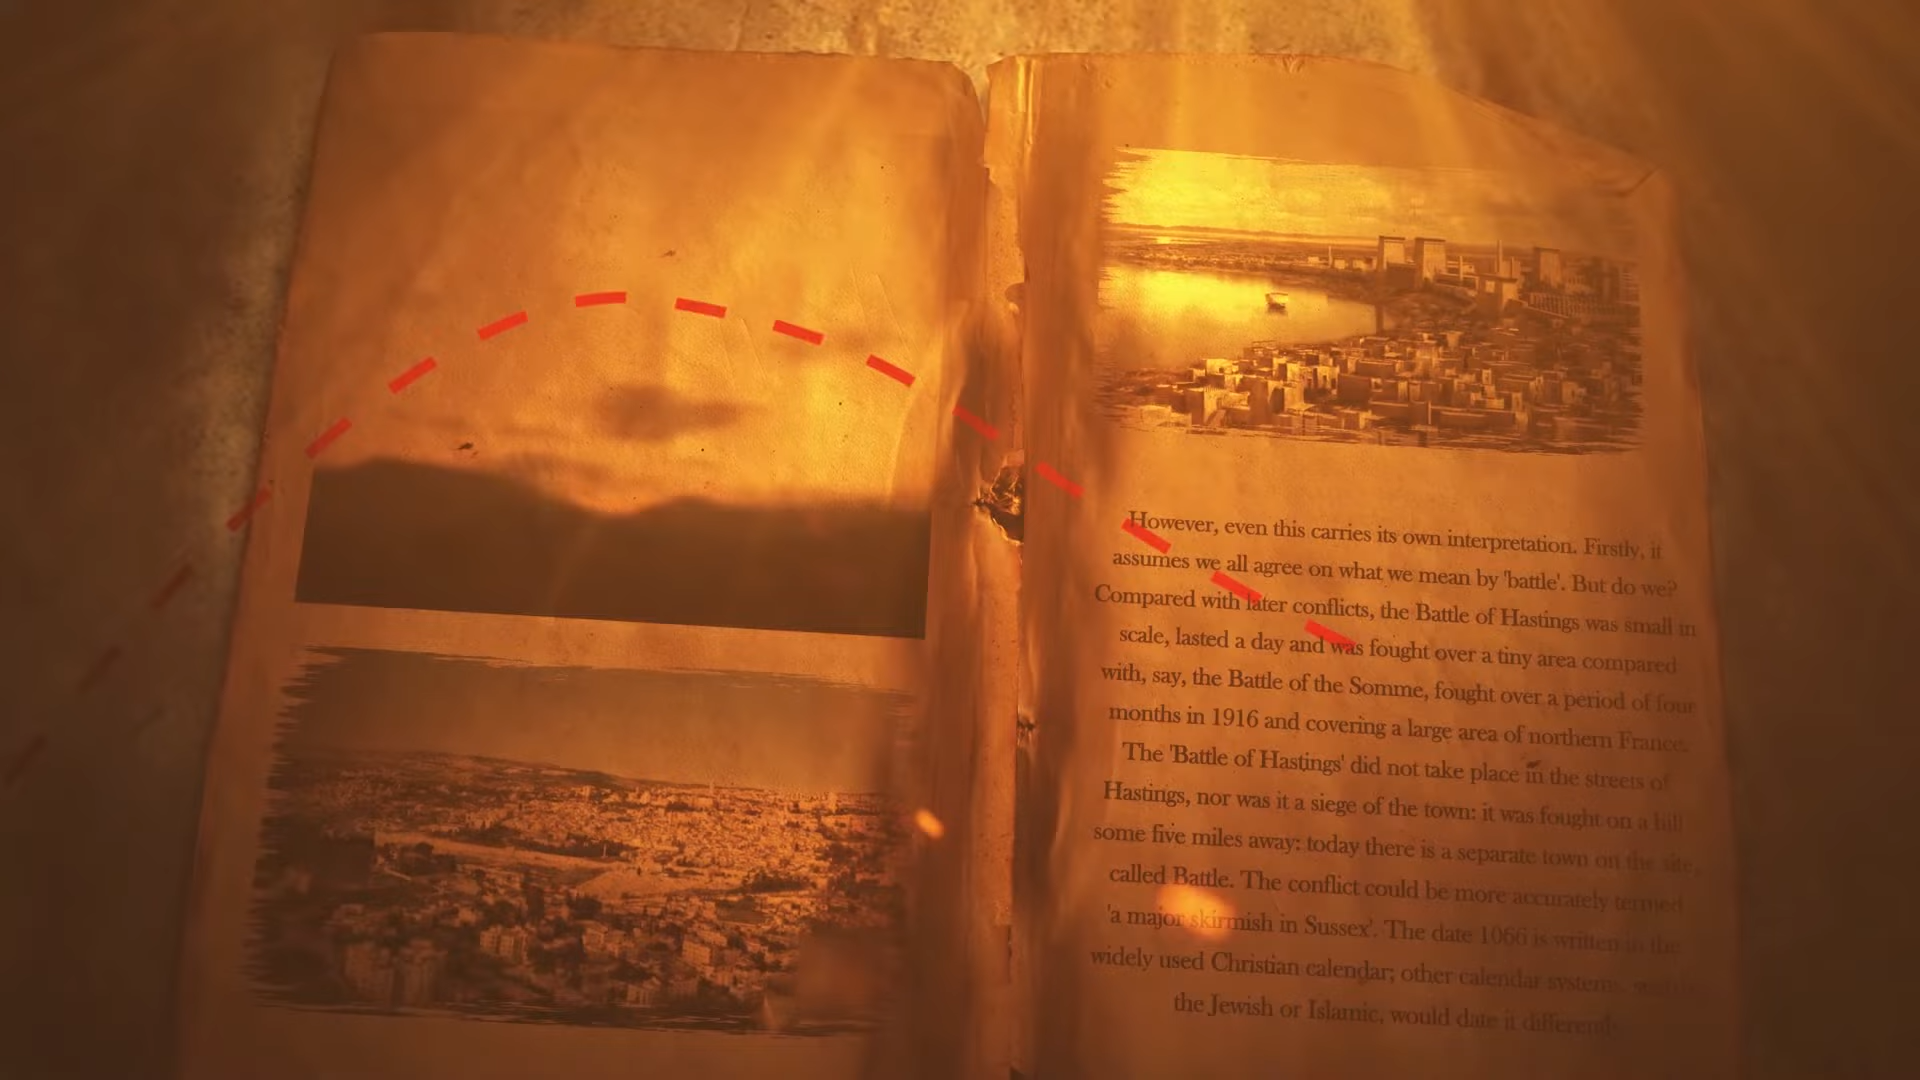 However, even this carries its own interpretation. Firstly, it
assumes we all agree on what we mean by 'battle'. But do we?
Compared with later conflicts, the Battle of Hastings was small in
scale, lasted a day and was fought over a tiny area compared
with, say, the Battle of the Somme, fought over a period of four
months in 1916 and covering a large area of northern France.
The 'Battle of Hastings' did not take place in the streets of
Hastings, nor was it a siege of the town: it was fought on a hill
some five miles away: today there is a separate town on the site,
called Battle. The conflict could be more accurately termed
'a major skirmish in Sussex'. The date 1066 is written in the
widely used Christian calendar; other calendar systems,
the Jewish or Islamic, would date it differently